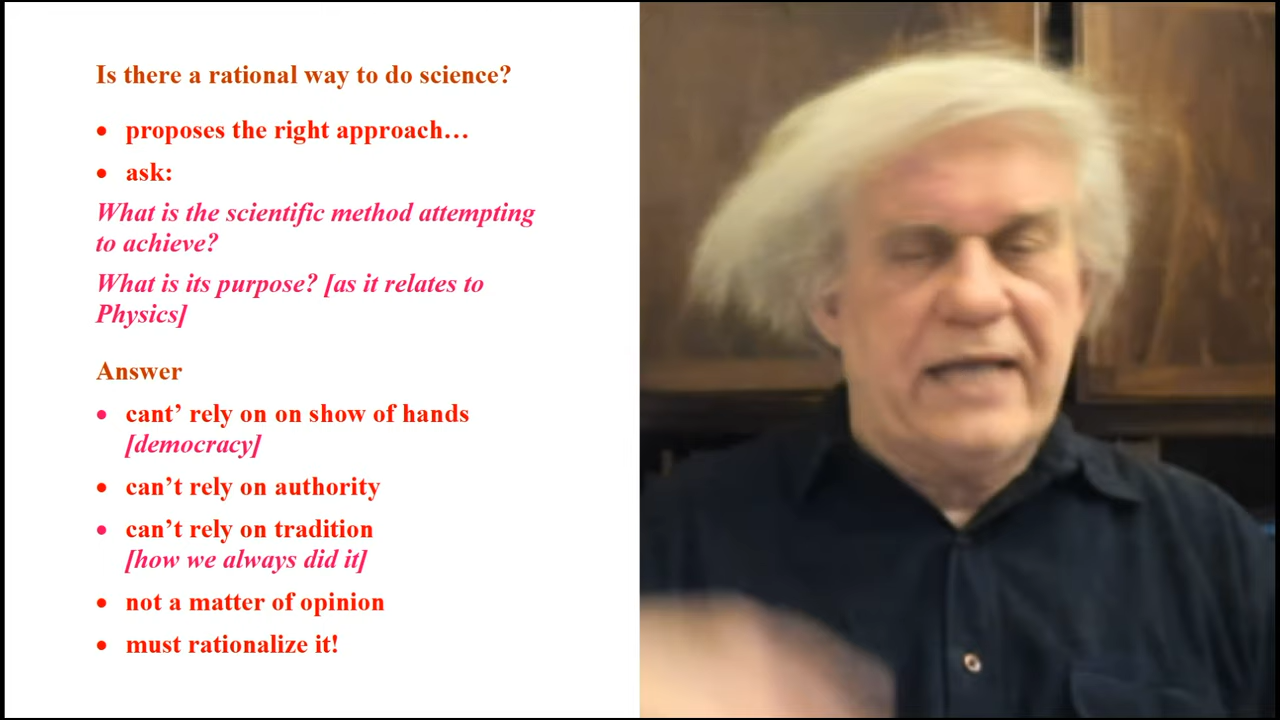 Is there a rational way to do science?
• proposes the right approach…
• ask:
What is the scientific method attempting
to achieve?
What is its purpose? [as it relates to
Physics]
Answer
• cant’ rely on on show of hands
[democracy]
• can’t rely on authority
• can’t rely on tradition
[how we always did it]
• not a matter of opinion
• must rationalize it!